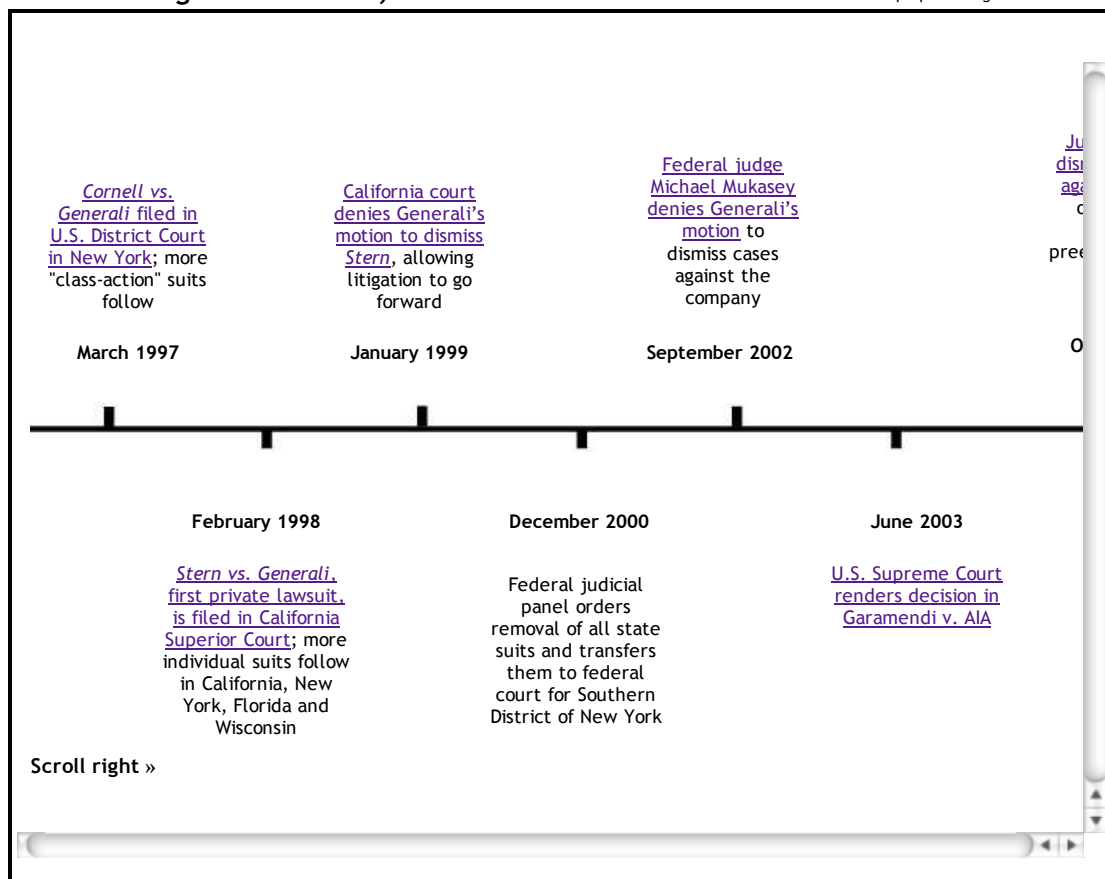 Cornell vs.
Generali filed in
U.S. District Court
in New York; more
"class-action" suits
follow
March 1997
California court
denies Generali’s
motion to dismiss
Stern, allowing
litigation to go
forward
January 1999
Federal judge
Michael Mukasey
denies Generali’s
motion to
dismiss cases
against the
company
September 2002
February 1998
Stern vs. Generali,
first private lawsuit,
is filed in California
Superior Court; more
individual suits follow
in California, New
York, Florida and
Wisconsin
December 2000
Federal judicial
panel orders
removal of all state
suits and transfers
them to federal
court for Southern
District of New York
June 2003
U.S. Supreme Court
renders decision in
Garamendi v. AIA
Scroll right »